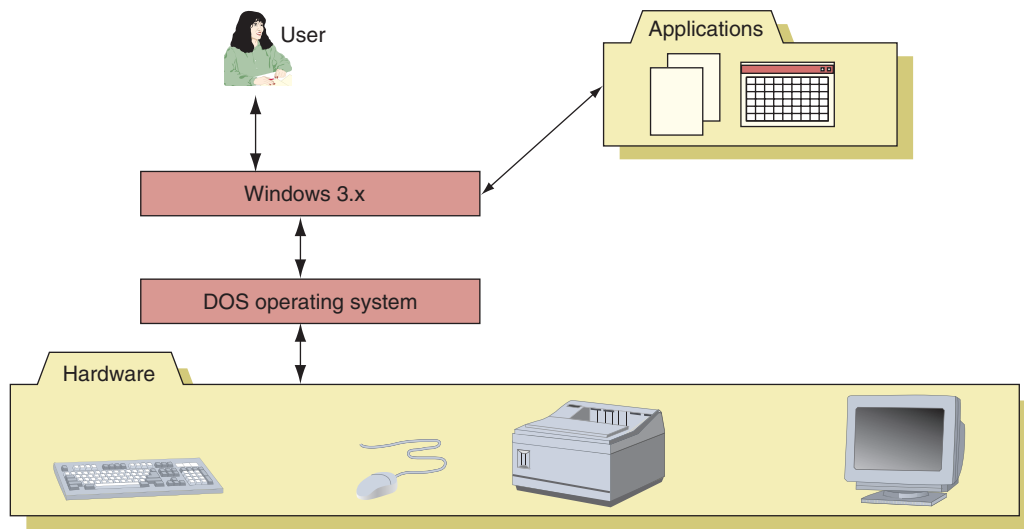 User
Applications
Windows 3.x
DOS operating system
Hardware